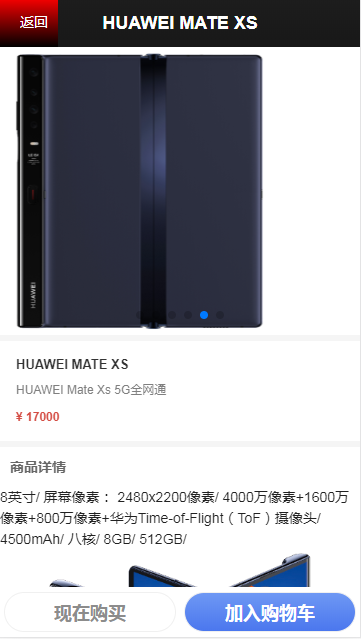 返回
HUAWEI MATE XS
HUAWEI
HUAWEI MATE XS
HUAWEI Mate Xs 5G全网通
¥ 17000
商品详情
8英寸/ 屏幕像素： 2480x2200像素/ 4000万像素+1600万
像素+800万像素+华为Time-of-Flight（ToF）摄像头/
4500mAh/ 八核/ 8GB/ 512GB/
现在购买
加入购物车